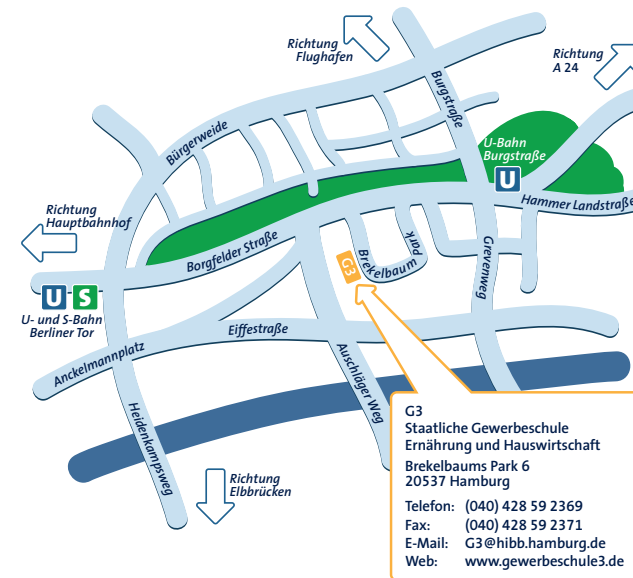 Richtung
Flughafen
Richtung
A 24
Burgstraße
Bürgerweide
U-Bahn
Burgstraße
U
Hammer Landstraße
Richtung
Hauptbahnhof
Borgfelder Straße
Brekelbaum
park
G3
Grevenweg
U S
U- und S-Bahn
Berliner Tor
Eiffestraße
Anckelmannplatz
Auschläger Weg
Heidenkampsweg
Richtung
Elbbrücken
G3
Staatliche Gewerbeschule
Ernährung und Hauswirtschaft
Brekelbaums Park 6
20537 Hamburg
Telefon: (040) 428 59 2369
Fax: (040) 428 59 2371
E-Mail: G3@hibb.hamburg.de
Web: www.gewerbeschule3.de